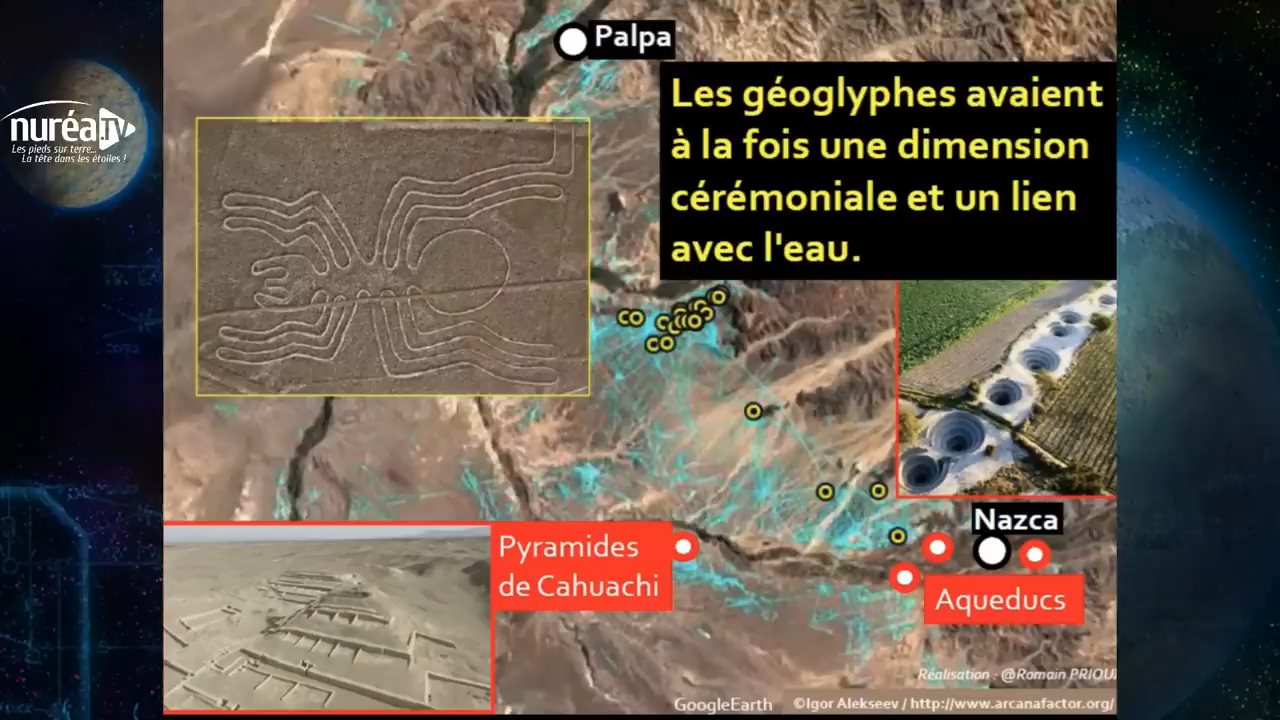 nuréa.tv
Les pieds sur terre...
La tête dans les étoiles !
Palpa
Les géoglyphes avaient
à la fois une dimension
cérémoniale et un lien
avec l'eau.
Pyramides
de Cahuachi
Nazca
Aqueducs
Réalisation : @Romain PRIOU
GoogleEarth
©Igor Alekseev / http://www.arcanafactor.org/